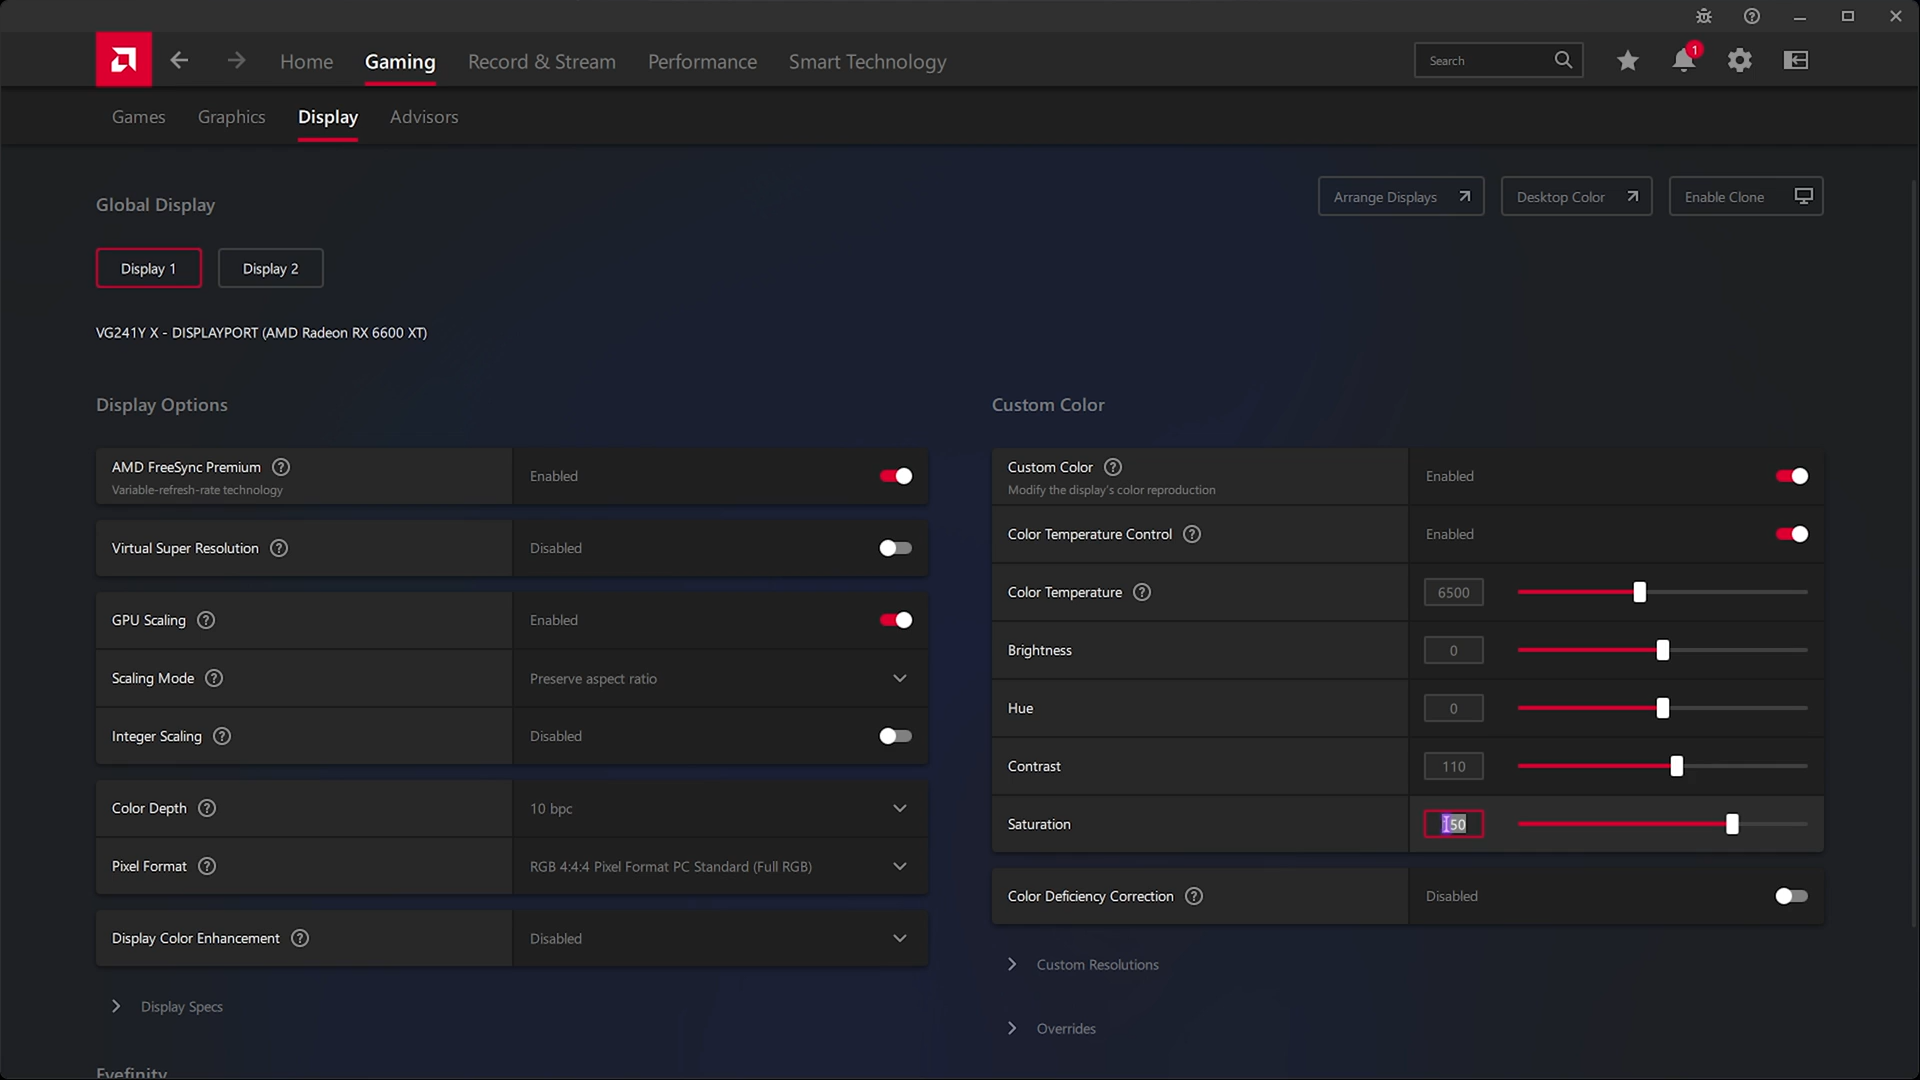 1
Home
Gaming
Record & Stream
Performance
Smart Technology
Search
Games
Graphics
Display
Advisors
Global Display
Arrange Displays
Desktop Color
Enable Clone
Display 1
Display 2
VG241Y X - DISPLAYPORT (AMD Radeon RX 6600 XT)
Display Options
AMD FreeSync Premium
Variable-refresh-rate technology
Enabled
Virtual Super Resolution
Disabled
GPU Scaling
Enabled
Scaling Mode
Preserve aspect ratio
Integer Scaling
Disabled
Color Depth
10 bpc
Pixel Format
RGB 4:4:4 Pixel Format PC Standard (Full RGB)
Display Color Enhancement
Disabled
Display Specs
Eyefinity
Custom Color
Custom Color
Modify the display's color reproduction
Enabled
Color Temperature Control
Enabled
Color Temperature
6500
Brightness
0
Hue
0
Contrast
110
Saturation
150
Color Deficiency Correction
Disabled
Custom Resolutions
Overrides